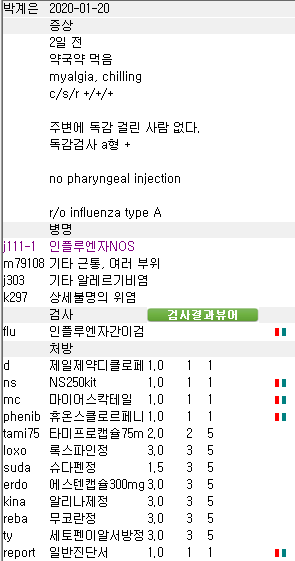 박계은 2020-01-20
증상
2일 전
약국약 먹음
myalgia, chilling
c/s/r +/+/+
주변에 독감 걸린 사람 없다.
독감검사 a형 +
no pharyngeal injection
r/o influenza type A
병명
j111-1 인플루엔자NOS
m79108 기타 근통, 여러 부위
j303 기타 알레르기비염
k297 상세불명의 위염
검사 검사결과뷰어
flu 인플루엔자간이검
처방
d 제일제약디클로페 1.0 1 1
ns NS250kit 1.0 1 1
mc 마이어스칵테일 1.0 1 1
phenib 휴온스클로르페니 1.0 1 1
tami75 타미프로캡슐75m 2.0 2 5
loxo 록스파인정 3.0 3 5
suda 슈다펜정 1.5 3 5
erdo 에스텐캡슐300mg 3.0 3 5
kina 알리나제정 3.0 3 5
reba 무코란정 3.0 3 5
ty 세토펜이알서방정 3.0 3 5
report 일반진단서 1.0 1 1